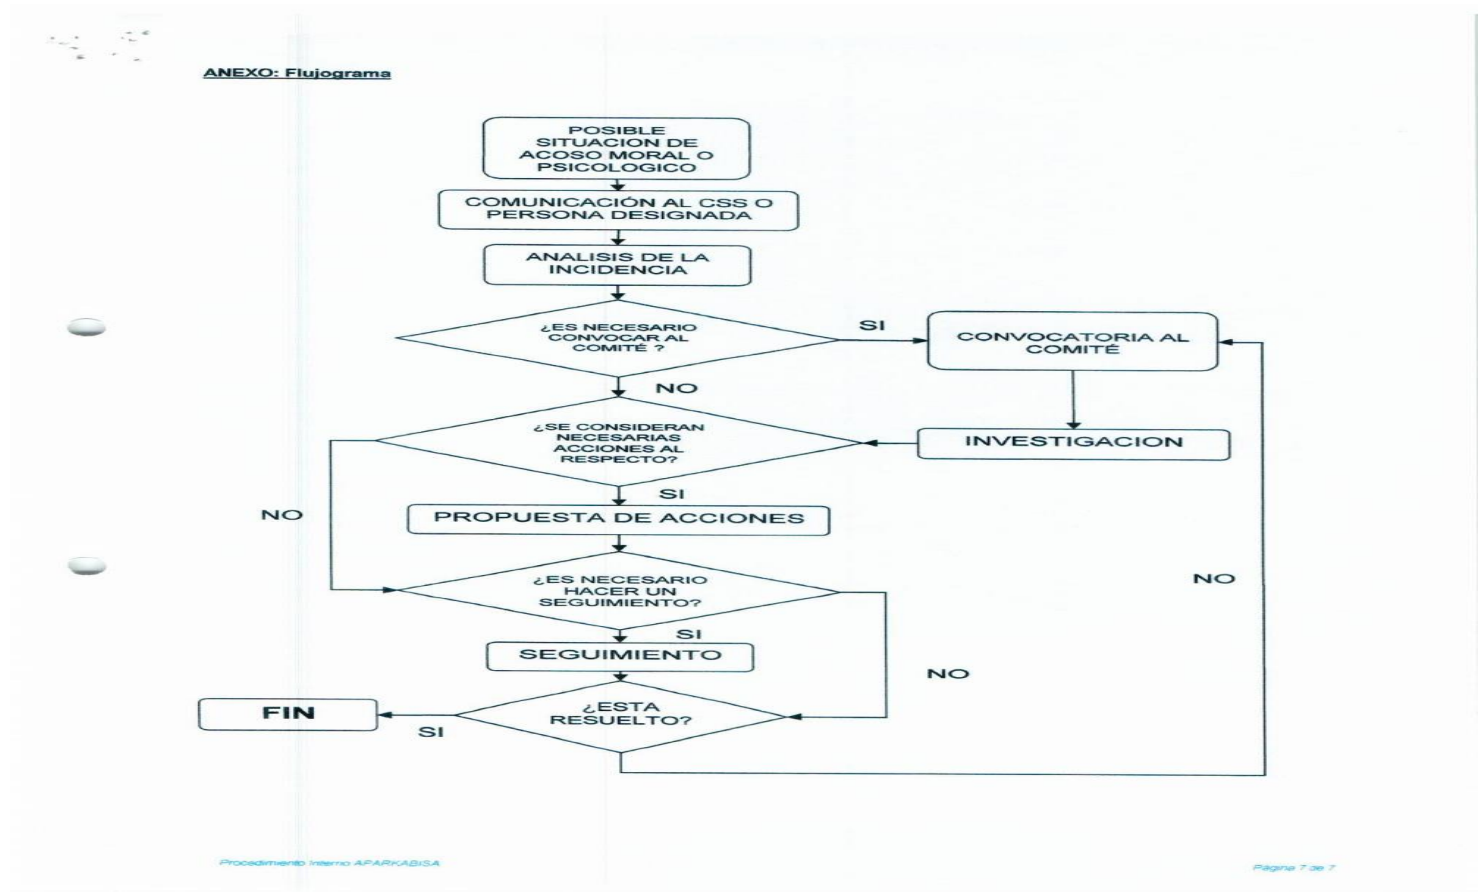 ANEXO: Flujograma
POSIBLE
SITUACION DE
ACOSO MORAL O
PSICOLOGICO
COMUNICACIÓN AL CSS O
PERSONA DESIGNADA
ANALISIS DE LA
INCIDENCIA
¿ES NECESARIO
CONVOCAR AL
COMITÉ ?
SI
CONVOCATORIA AL
COMITÉ
NO
¿SE CONSIDERAN
NECESARIAS
ACCIONES AL
RESPECTO?
INVESTIGACION
SI
NO
PROPUESTA DE ACCIONES
¿ES NECESARIO
HACER UN
SEGUIMIENTO?
NO
SI
SEGUIMIENTO
NO
¿ESTA
RESUELTO?
FIN
SI
Procedimiento Interno APARKABISA
Página 7 de 7